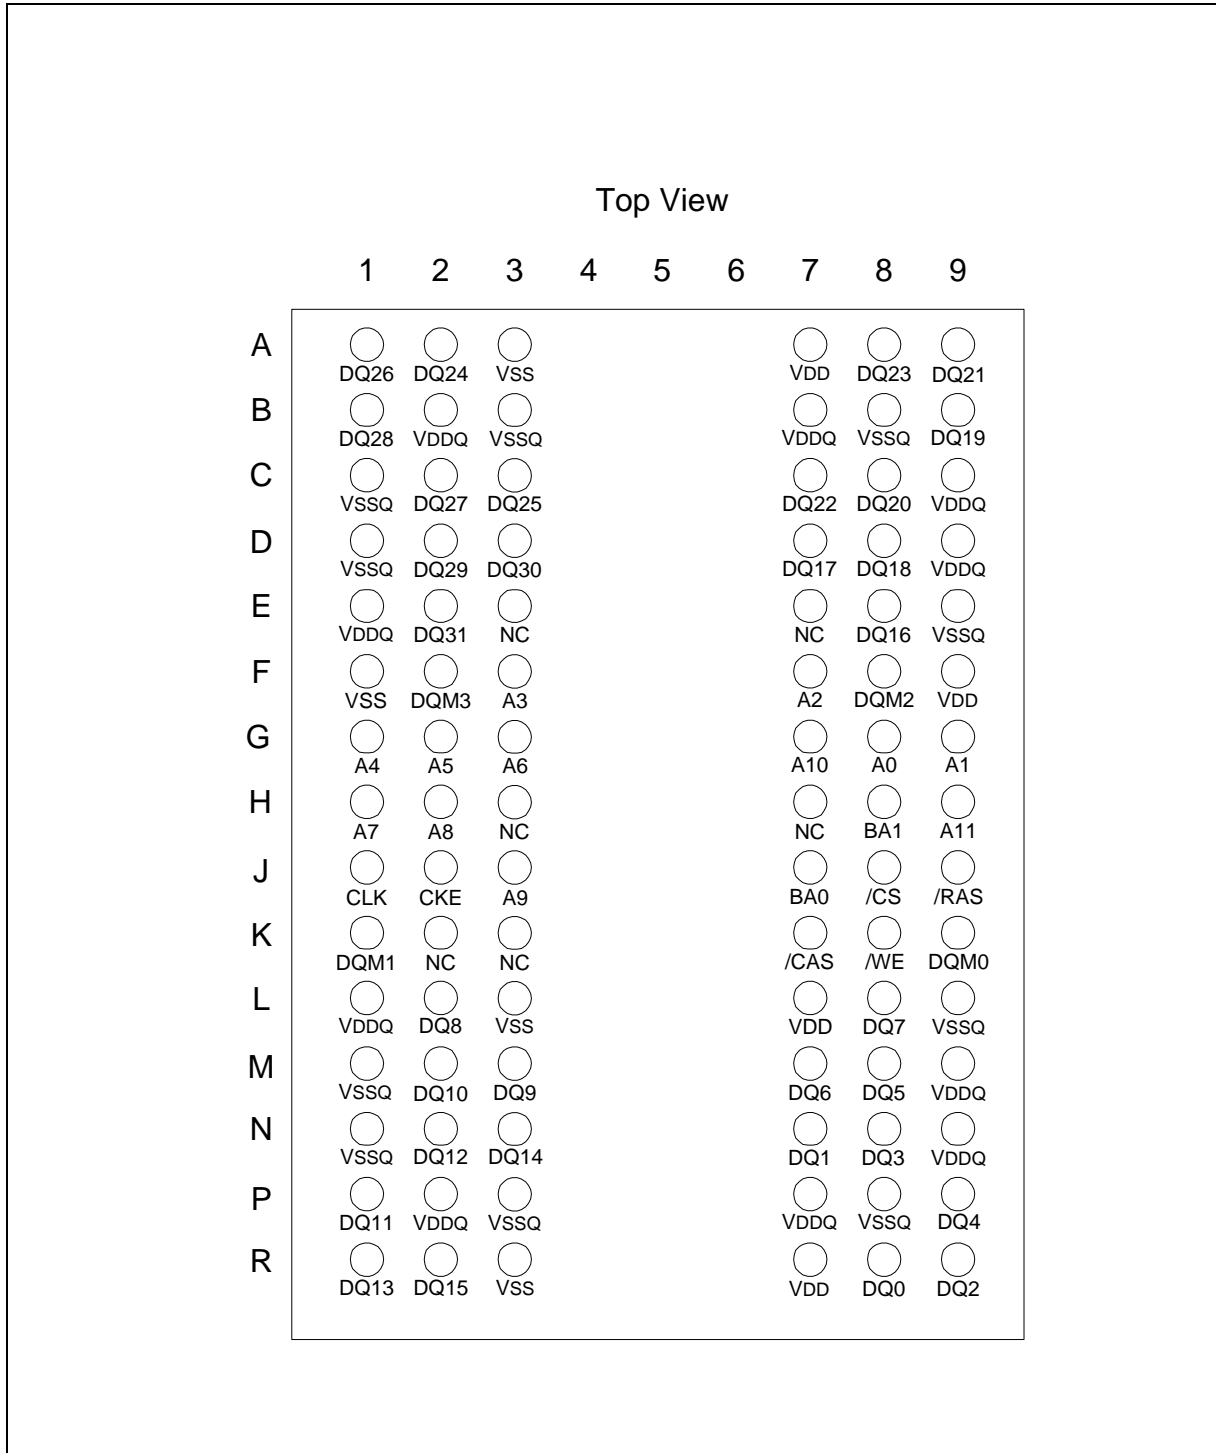 Top View
1 2 3 4 5 6 7 8 9
A
DQ26 DQ24 VSS VDD DQ23 DQ21
B
DQ28 VDDQ VSSQ VDDQ VSSQ DQ19
C
VSSQ DQ27 DQ25 DQ22 DQ20 VDDQ
D
VSSQ DQ29 DQ30 DQ17 DQ18 VDDQ
E
VDDQ DQ31 NC NC DQ16 VSSQ
F
VSS DQM3 A3 A2 DQM2 VDD
G
A4 A5 A6 A10 A0 A1
H
A7 A8 NC NC BA1 A11
J
CLK CKE A9 BA0 /CS /RAS
K
DQM1 NC NC /CAS /WE DQM0
L
VDDQ DQ8 VSS VDD DQ7 VSSQ
M
VSSQ DQ10 DQ9 DQ6 DQ5 VDDQ
N
VSSQ DQ12 DQ14 DQ1 DQ3 VDDQ
P
DQ11 VDDQ VSSQ VDDQ VSSQ DQ4
R
DQ13 DQ15 VSS VDD DQ0 DQ2